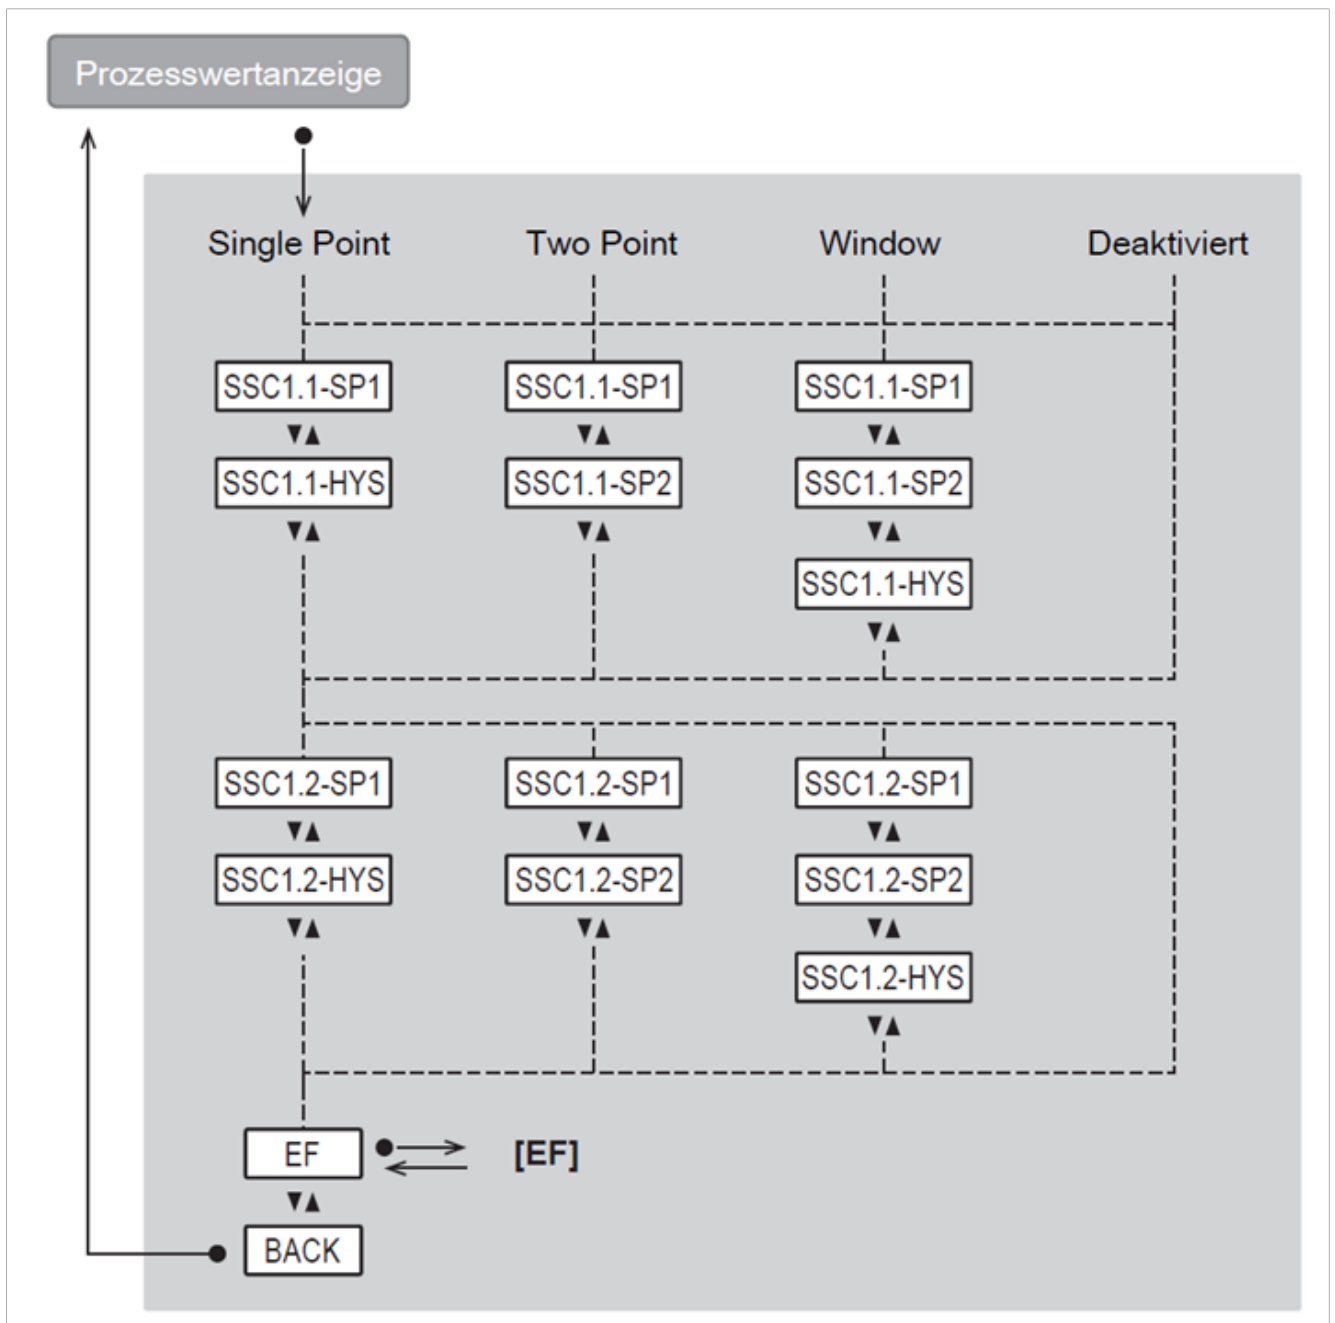 Prozesswertanzeige
Single Point Two Point Window Deaktiviert
SSC1.1-SP1 SSC1.1-SP1 SSC1.1-SP1
SSC1.1-HYS SSC1.1-SP2 SSC1.1-SP2
SSC1.1-HYS
SSC1.2-SP1 SSC1.2-SP1 SSC1.2-SP1
SSC1.2-HYS SSC1.2-SP2 SSC1.2-SP2
SSC1.2-HYS
EF [EF]
BACK